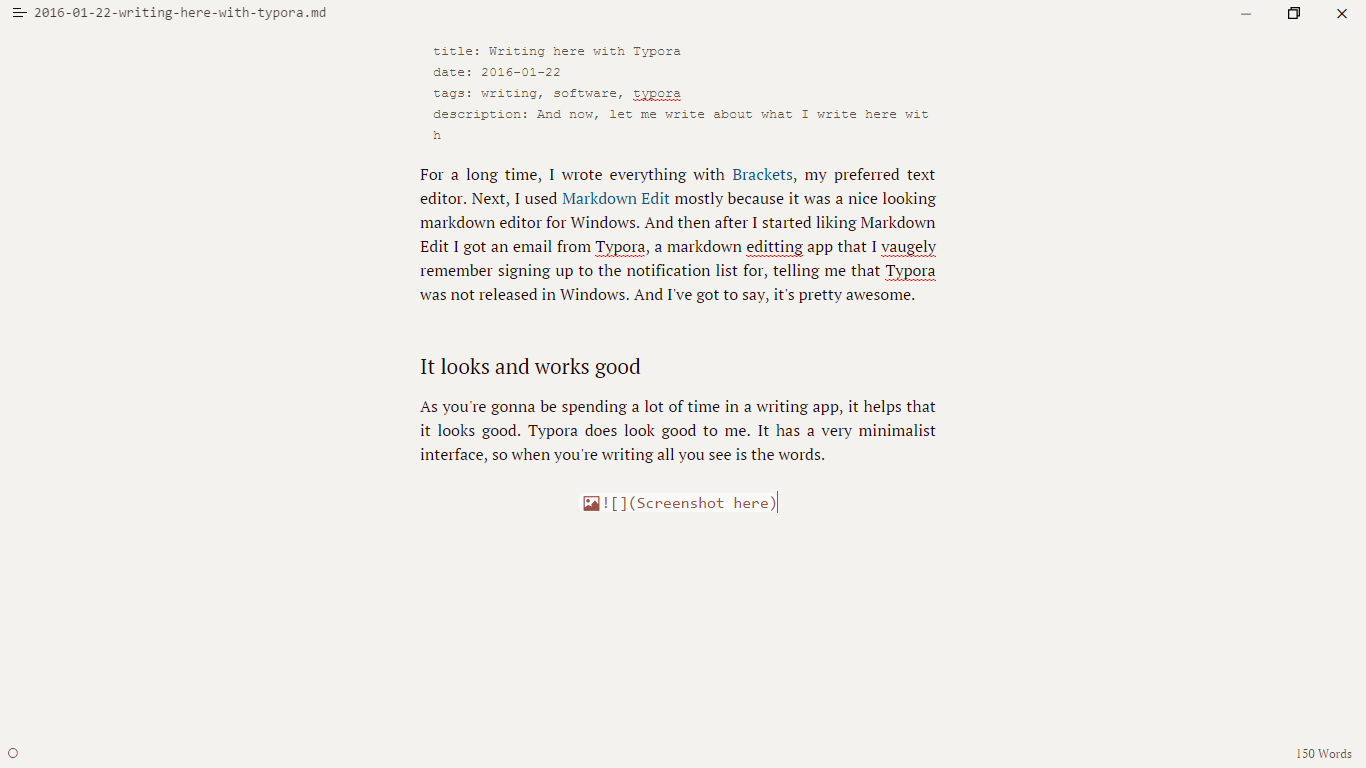 2016-01-22-writing-here-with-typora.md
title: Writing here with Typora
date: 2016-01-22
tags: writing, software, typora
description: And now, let me write about what I write here wit
h
For a long time, I wrote everything with Brackets, my preferred text
editor. Next, I used Markdown Edit mostly because it was a nice looking
markdown editor for Windows. And then after I started liking Markdown
Edit I got an email from Typora, a markdown editting app that I vaugely
remember signing up to the notification list for, telling me that Typora
was not released in Windows. And I've got to say, it's pretty awesome.
It looks and works good
As you're gonna be spending a lot of time in a writing app, it helps that
it looks good. Typora does look good to me. It has a very minimalist
interface, so when you're writing all you see is the words.
![](Screenshot here)
150 Words